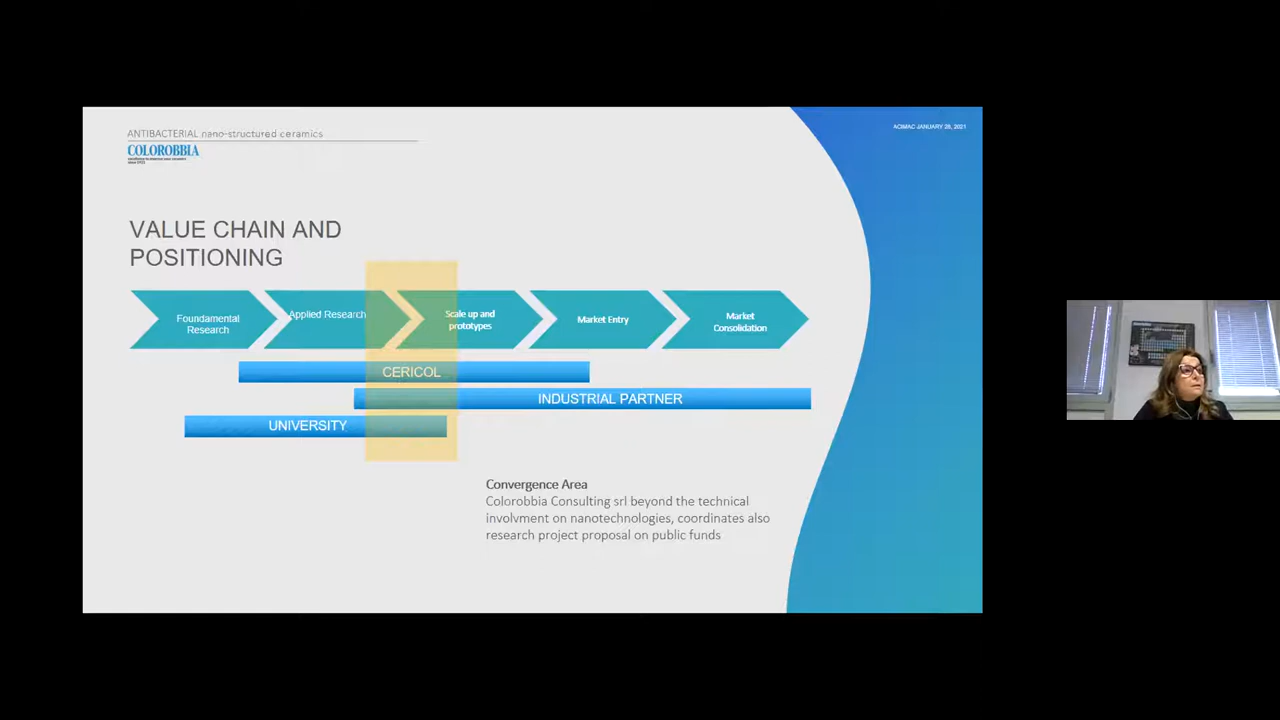 ANTIBACTERIAL nano-structured ceramics
COLOROBBIA
AOIMAC JANUARY 28, 2021
VALUE CHAIN AND
POSITIONING
Foundamental
Research
Applied Research
Scale up and
prototypes
Market Entry
Market
Consolidation
CERICOL
INDUSTRIAL PARTNER
UNIVERSITY
Convergence Area
Colorobbia Consulting srl beyond the technical
involvment on nanotechnologies, coordinates also
research project proposal on public funds